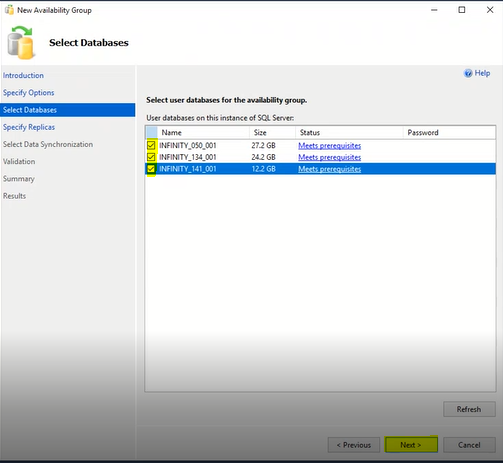 New Availability Group
Select Databases
Help
Introduction
Specify Options
Select Databases
Specify Replicas
Select Data Synchronization
Validation
Summary
Results
Select user databases for the availability group.
User databases on this instance of SQL Server:
Name Size Status Password
INFINITY_050_001 27.2 GB Meets prerequisites
INFINITY_134_001 24.2 GB Meets prerequisites
INFINITY_141_001 12.2 GB Meets prerequisites
Refresh
< Previous Next > Cancel